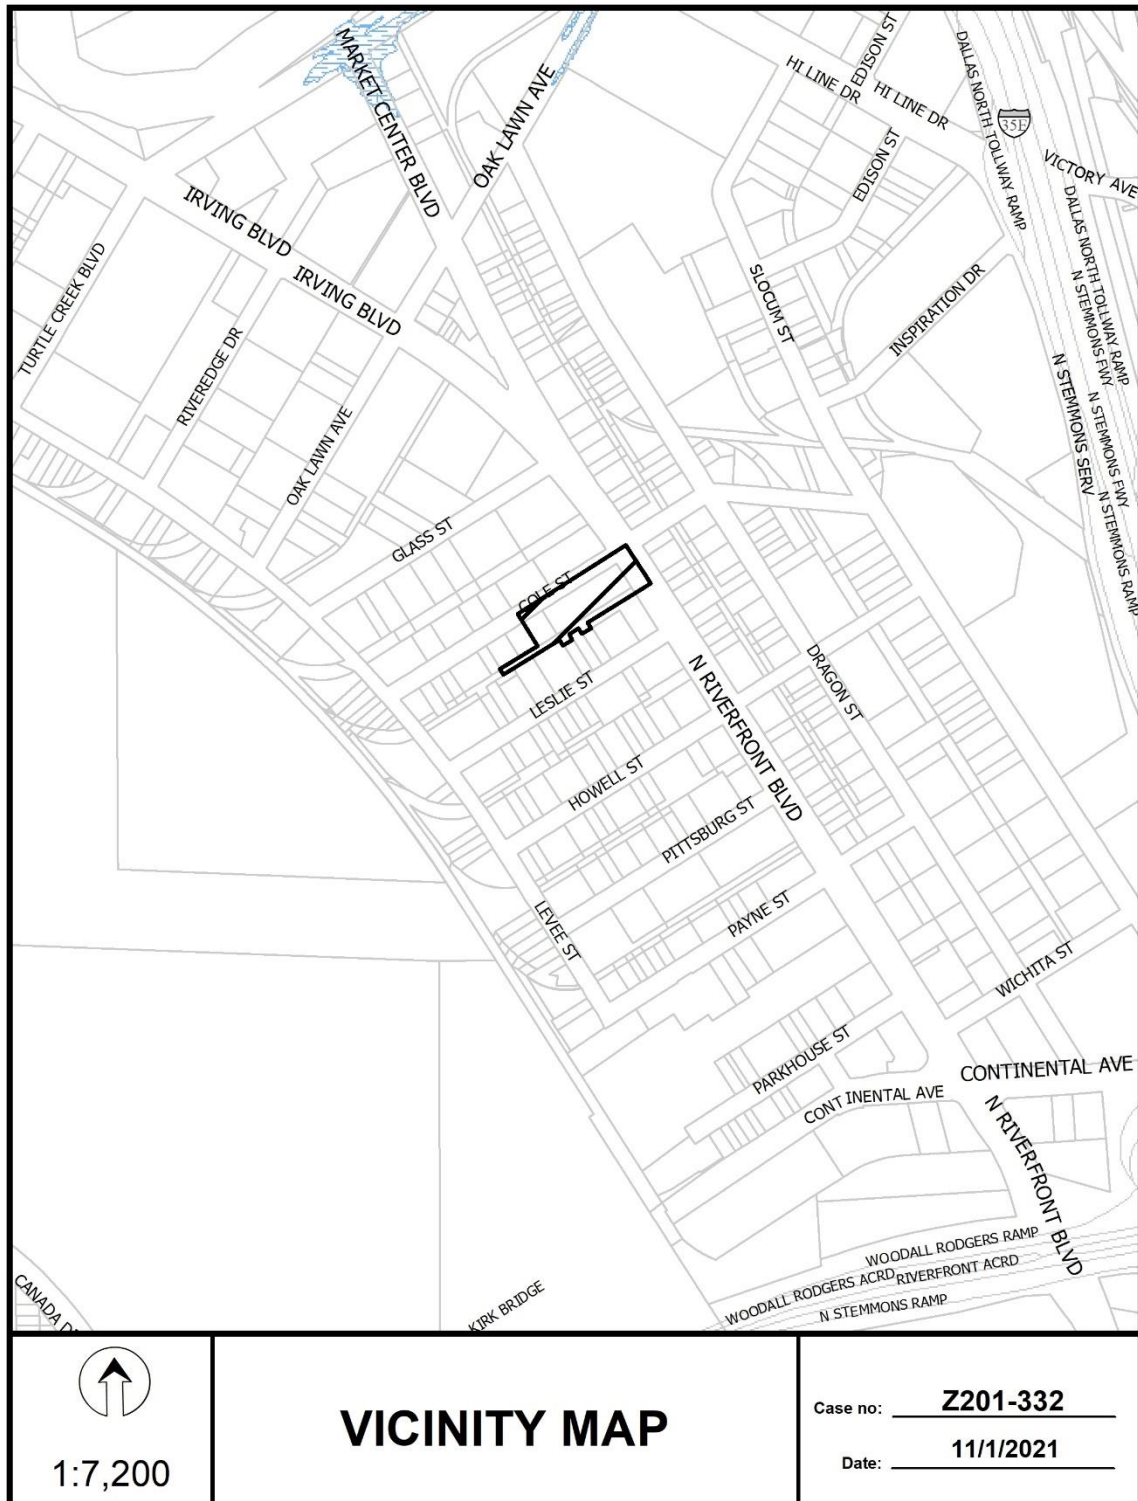 MARKET CENTER BLVD
OAK LAWN AVE
EDISON ST
HI LINE DR
HI LINE DR
DALLAS NORTH TOLLWAY RAMP
35E
VICTORY AVE
EDISON ST
IRVING BLVD
IRVING BLVD
DALLAS NORTH TOLLWAY RAMP
N STEMMONS FWY
TURTLE CREEK BLVD
SLOCUM ST
INSPIRATION DR
RIVEREDGE DR
N STEMMONS SERV
N STEMMONS FWY
OAK LAWN AVE
N STEMMONS RAMP
GLASS ST
COLE ST
LESLIE ST
N RIVERFRONT BLVD
DRAGON ST
HOWELL ST
PITTSBURG ST
LEVEE ST
PAYNE ST
WICHITA ST
PARKHOUSE ST
CONTINENTAL AVE
CONT INENTAL AVE
N RIVERFRONT BLVD
WOODALL RODGERS RAMP
WOODALL RODGERS ACRD
RIVERFRONT ACRD
N STEMMONS RAMP
CANADA
KIRK BRIDGE
1:7,200
VICINITY MAP
Case no: Z201-332
Date: 11/1/2021